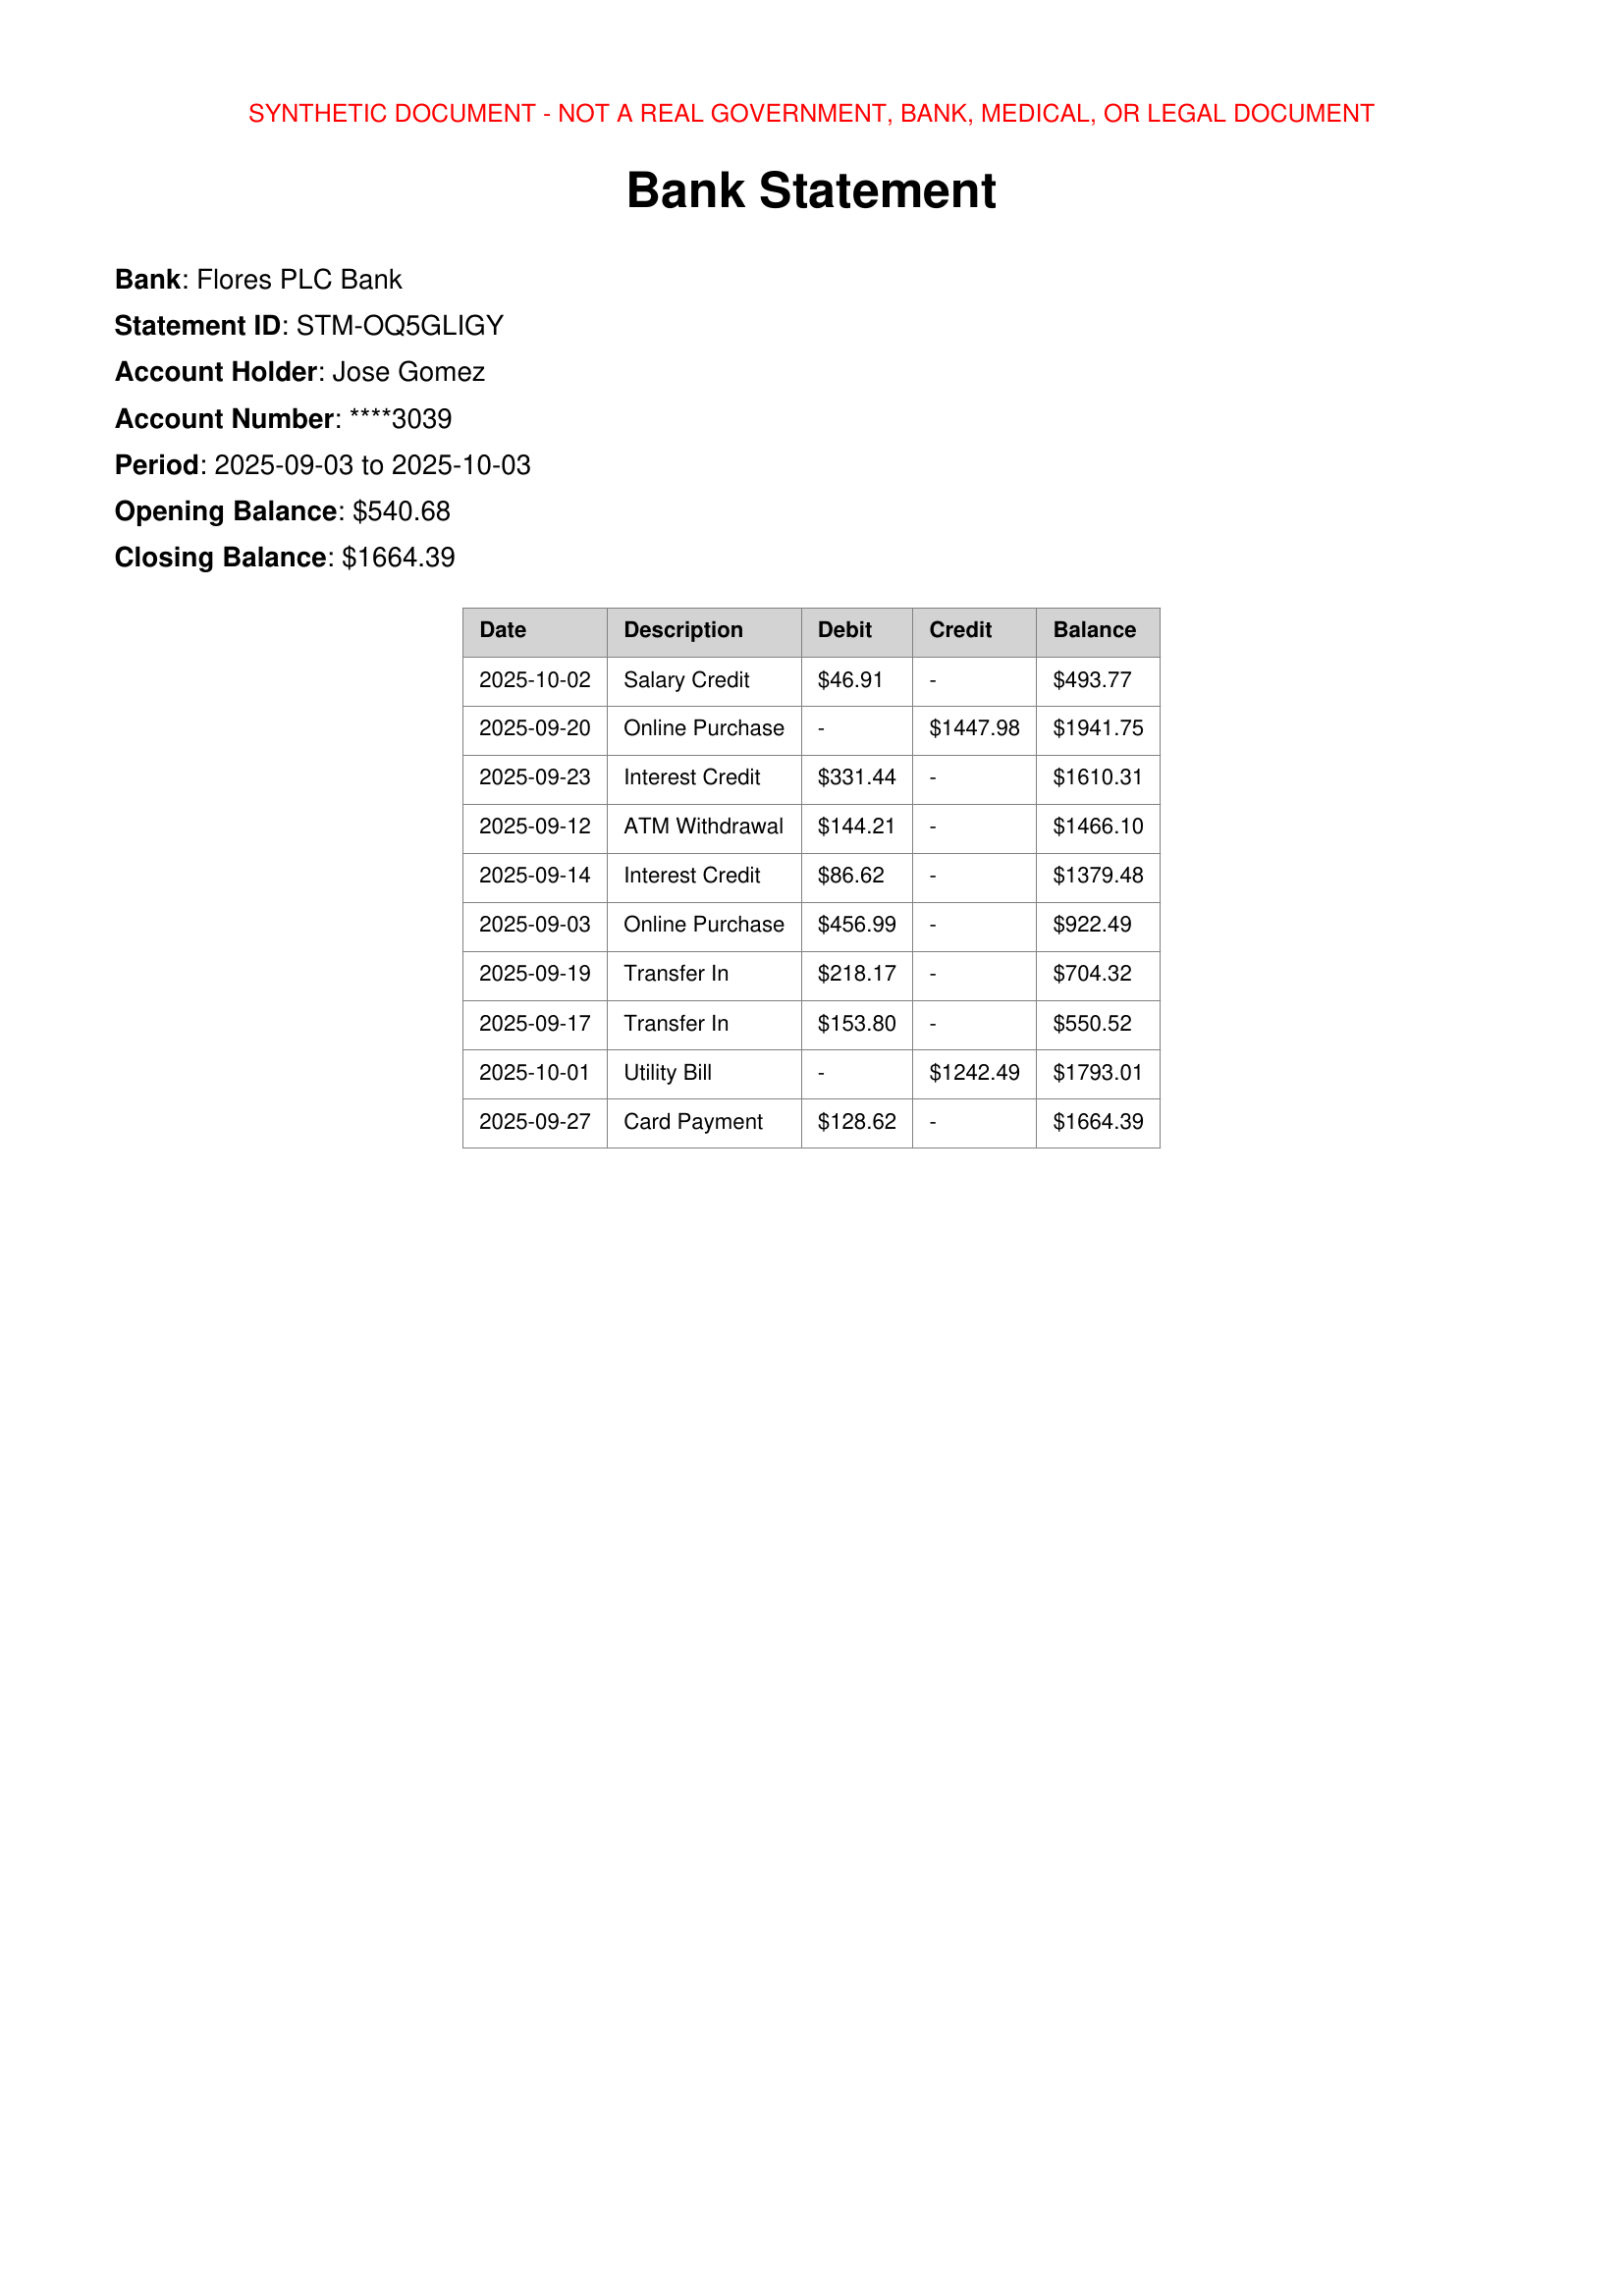 SYNTHETIC DOCUMENT - NOT A REAL GOVERNMENT, BANK, MEDICAL, OR LEGAL DOCUMENT
Bank Statement
Bank: Flores PLC Bank
Statement ID: STM-OQ5GLIGY
Account Holder: Jose Gomez
Account Number: ****3039
Period: 2025-09-03 to 2025-10-03
Opening Balance: $540.68
Closing Balance: $1664.39
Date Description Debit Credit Balance
2025-10-02 Salary Credit $46.91 - $493.77
2025-09-20 Online Purchase - $1447.98 $1941.75
2025-09-23 Interest Credit $331.44 - $1610.31
2025-09-12 ATM Withdrawal $144.21 - $1466.10
2025-09-14 Interest Credit $86.62 - $1379.48
2025-09-03 Online Purchase $456.99 - $922.49
2025-09-19 Transfer In $218.17 - $704.32
2025-09-17 Transfer In $153.80 - $550.52
2025-10-01 Utility Bill - $1242.49 $1793.01
2025-09-27 Card Payment $128.62 - $1664.39